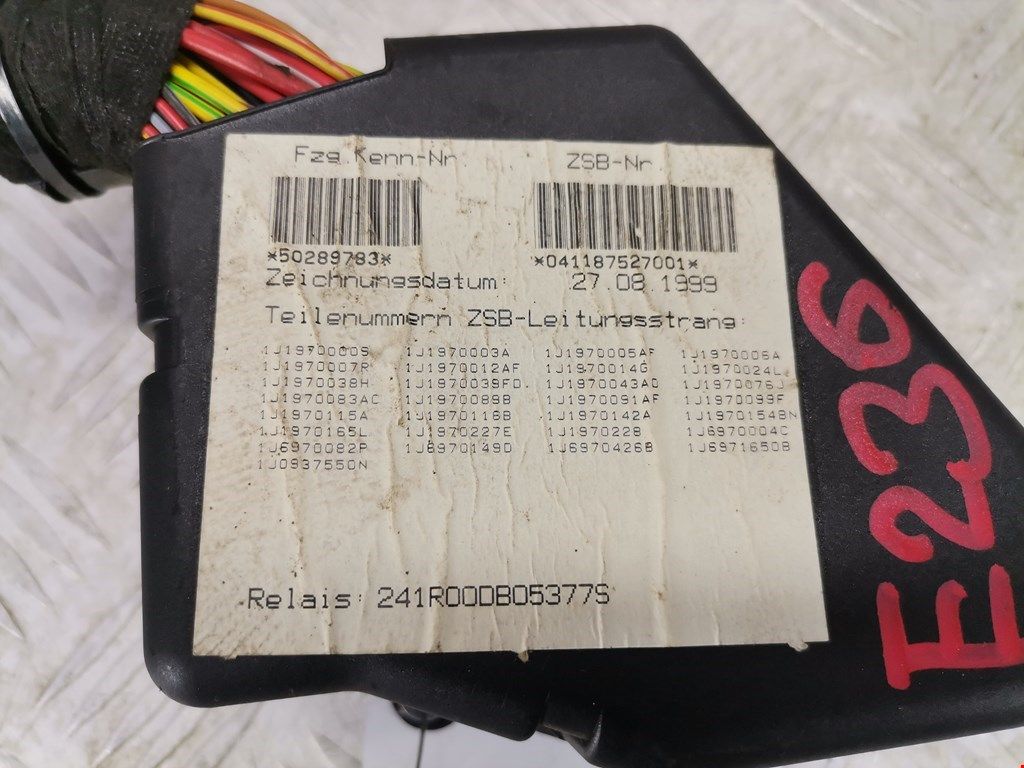 Fzg Kenn-Nr ZSB-Nr
*50289783* *041187527001*
Zeichnungsdatum: 27.08.1999
Teilenummern ZSB-Leitungsstrang:
1J1970000S 1J1970003A 1J1970005AF 1J1970006A
1J1970007R 1J1970012AF 1J1970014G 1J1970024L
1J1970038H 1J1970039FD 1J1970043AD 1J1970076J
1J1970083AC 1J1970089B 1J1970091AF 1J1970099F
1J1970115A 1J1970116B 1J1970142A 1J1970154BN
1J1970165L 1J1970227E 1J1970228 1J6970004C
1J6970082P 1J6970149D 1J6970426B 1J6971650B
1J0937550N
Relais: 241R00DB05377S
E236